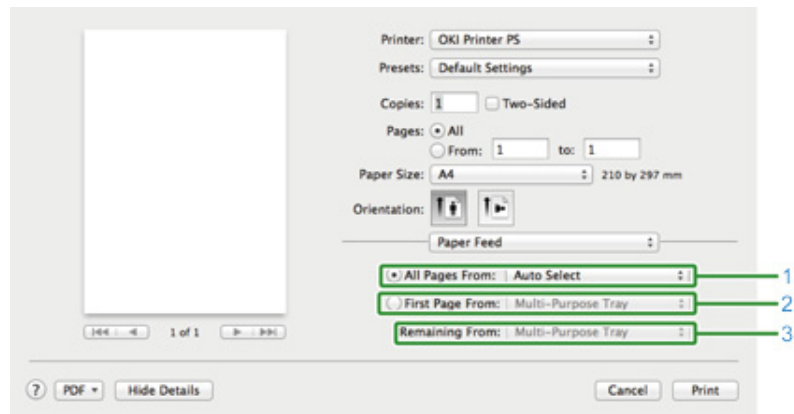 Printer: OKI Printer PS
Presets: Default Settings
Copies: 1 Two-Sided
Pages: All
From: 1 to: 1
Paper Size: A4 210 by 297 mm
Orientation:
Paper Feed
All Pages From: Auto Select 1
First Page From: Multi-Purpose Tray 2
Remaining From: Multi-Purpose Tray 3
1 of 1
? PDF Hide Details Cancel Print